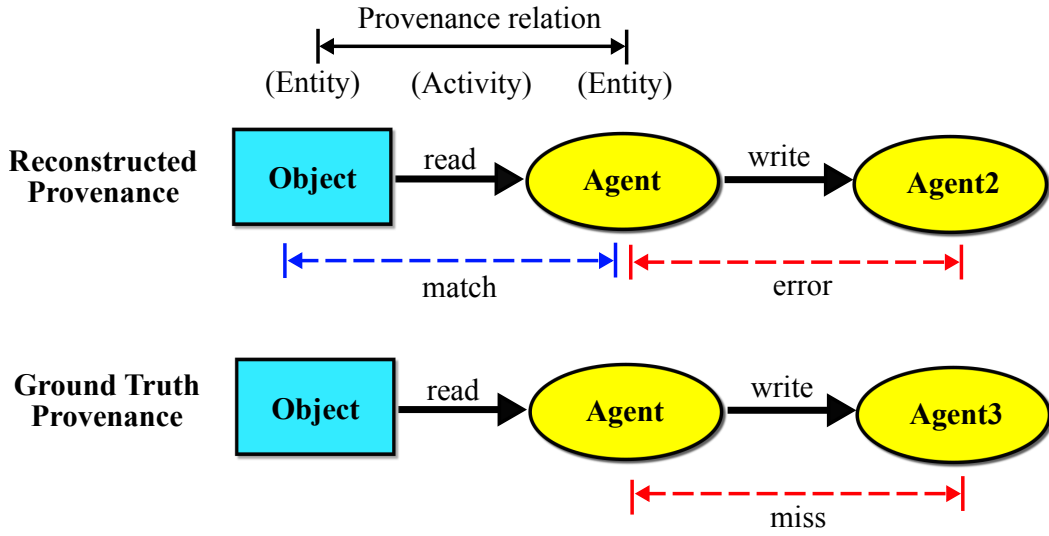 Provenance relation
(Entity) (Activity) (Entity)
Reconstructed
Provenance
Object
read
Agent
write
Agent2
match
error
Ground Truth
Provenance
Object
read
Agent
write
Agent3
miss